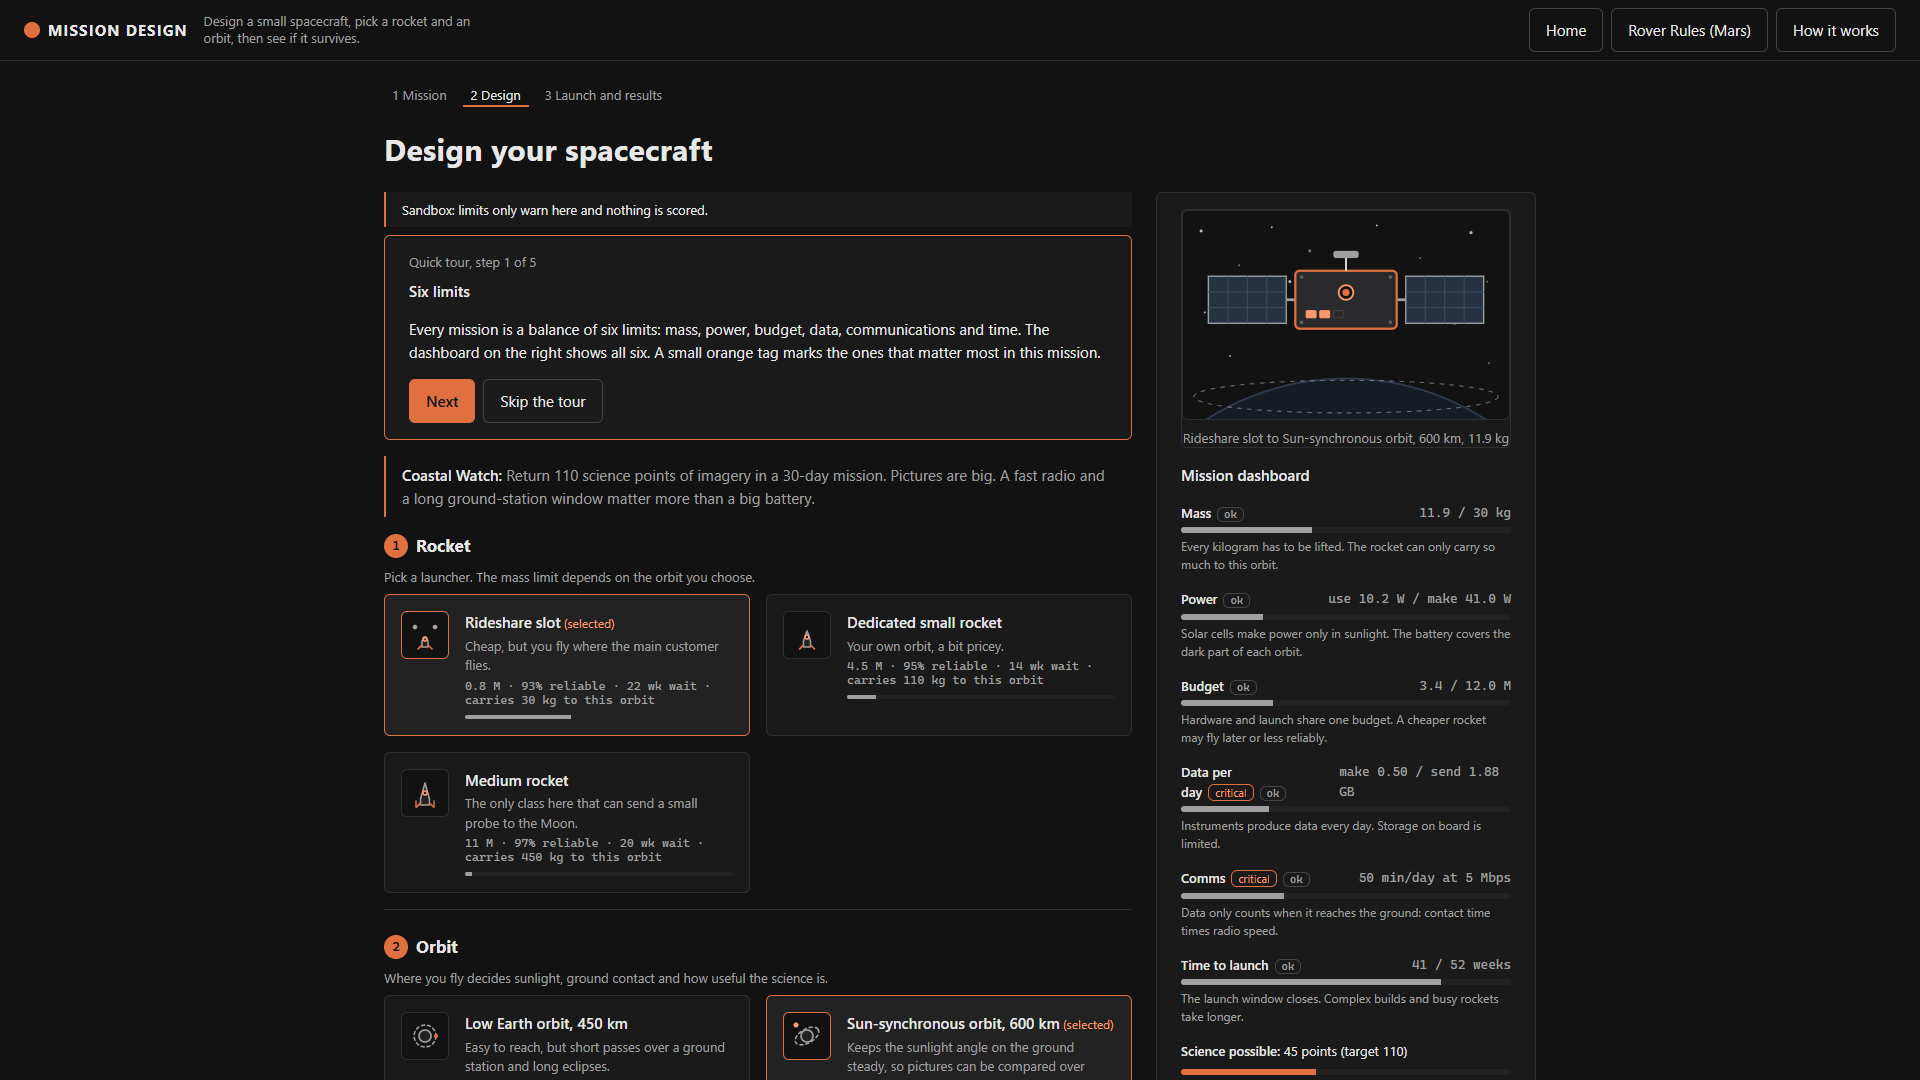 MISSION DESIGN
Design a small spacecraft, pick a rocket and an
orbit, then see if it survives.
Home
Rover Rules (Mars)
How it works
1 Mission
2 Design
3 Launch and results
Design your spacecraft
Sandbox: limits only warn here and nothing is scored.
Quick tour, step 1 of 5
Six limits
Every mission is a balance of six limits: mass, power, budget, data, communications and time. The
dashboard on the right shows all six. A small orange tag marks the ones that matter most in this mission.
Next
Skip the tour
Coastal Watch: Return 110 science points of imagery in a 30-day mission. Pictures are big. A fast radio and
a long ground-station window matter more than a big battery.
1 Rocket
Pick a launcher. The mass limit depends on the orbit you choose.
Rideshare slot (selected)
Cheap, but you fly where the main customer
flies.
0.8 M · 93% reliable · 22 wk wait ·
carries 30 kg to this orbit
Dedicated small rocket
Your own orbit, a bit pricey.
4.5 M · 95% reliable · 14 wk wait ·
carries 110 kg to this orbit
Medium rocket
The only class here that can send a small
probe to the Moon.
11 M · 97% reliable · 20 wk wait ·
carries 450 kg to this orbit
2 Orbit
Where you fly decides sunlight, ground contact and how useful the science is.
Low Earth orbit, 450 km
Easy to reach, but short passes over a ground
station and long eclipses.
Sun-synchronous orbit, 600 km (selected)
Keeps the sunlight angle on the ground
steady, so pictures can be compared over
Rideshare slot to Sun-synchronous orbit, 600 km, 11.9 kg
Mission dashboard
Mass ok 11.9 / 30 kg
Every kilogram has to be lifted. The rocket can only carry so
much to this orbit.
Power ok use 10.2 W / make 41.0 W
Solar cells make power only in sunlight. The battery covers the
dark part of each orbit.
Budget ok 3.4 / 12.0 M
Hardware and launch share one budget. A cheaper rocket
may fly later or less reliably.
Data per make 0.50 / send 1.88
day critical ok GB
Instruments produce data every day. Storage on board is
limited.
Comms critical ok 50 min/day at 5 Mbps
Data only counts when it reaches the ground: contact time
times radio speed.
Time to launch ok 41 / 52 weeks
The launch window closes. Complex builds and busy rockets
take longer.
Science possible: 45 points (target 110)